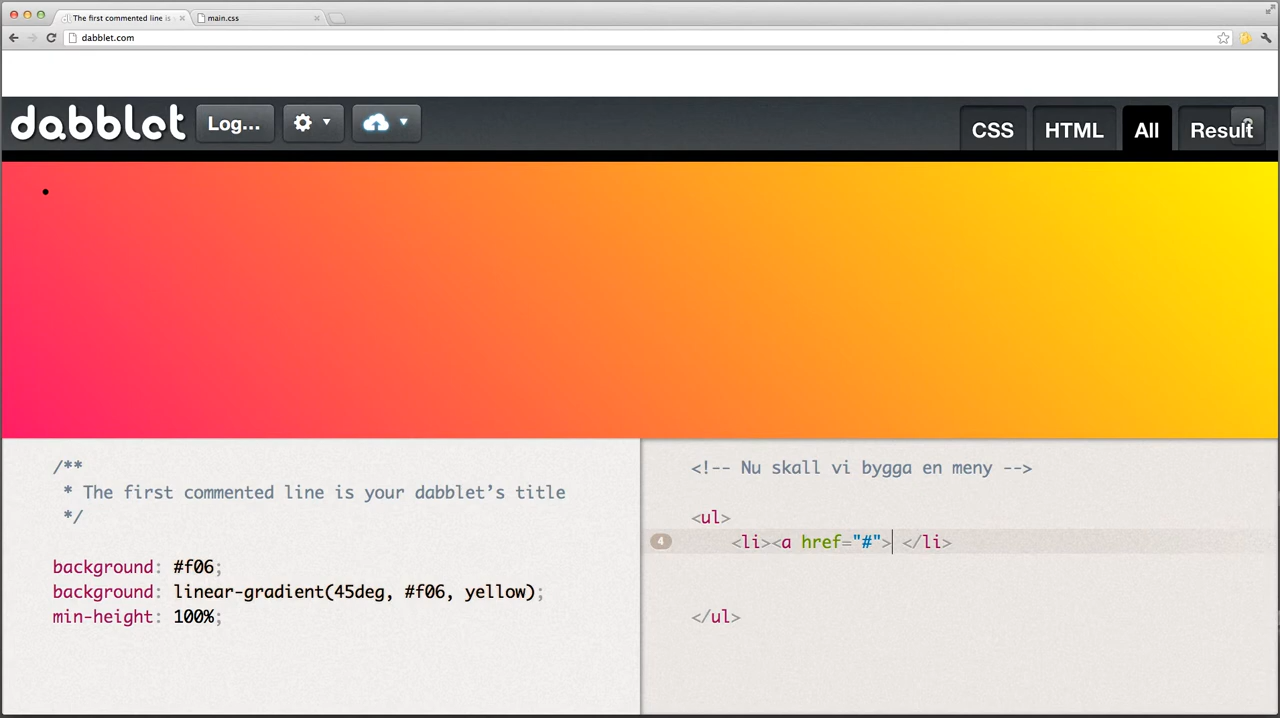 The first commented line is
main.css
dabblet.com
dabblet
Log...
CSS
HTML
All
Result
/**
* The first commented line is your dabblet’s title
*/
background: #f06;
background: linear-gradient(45deg, #f06, yellow);
min-height: 100%;
<!-- Nu skall vi bygga en meny -->
<ul>
4
<li><a href="#"> </li>
</ul>